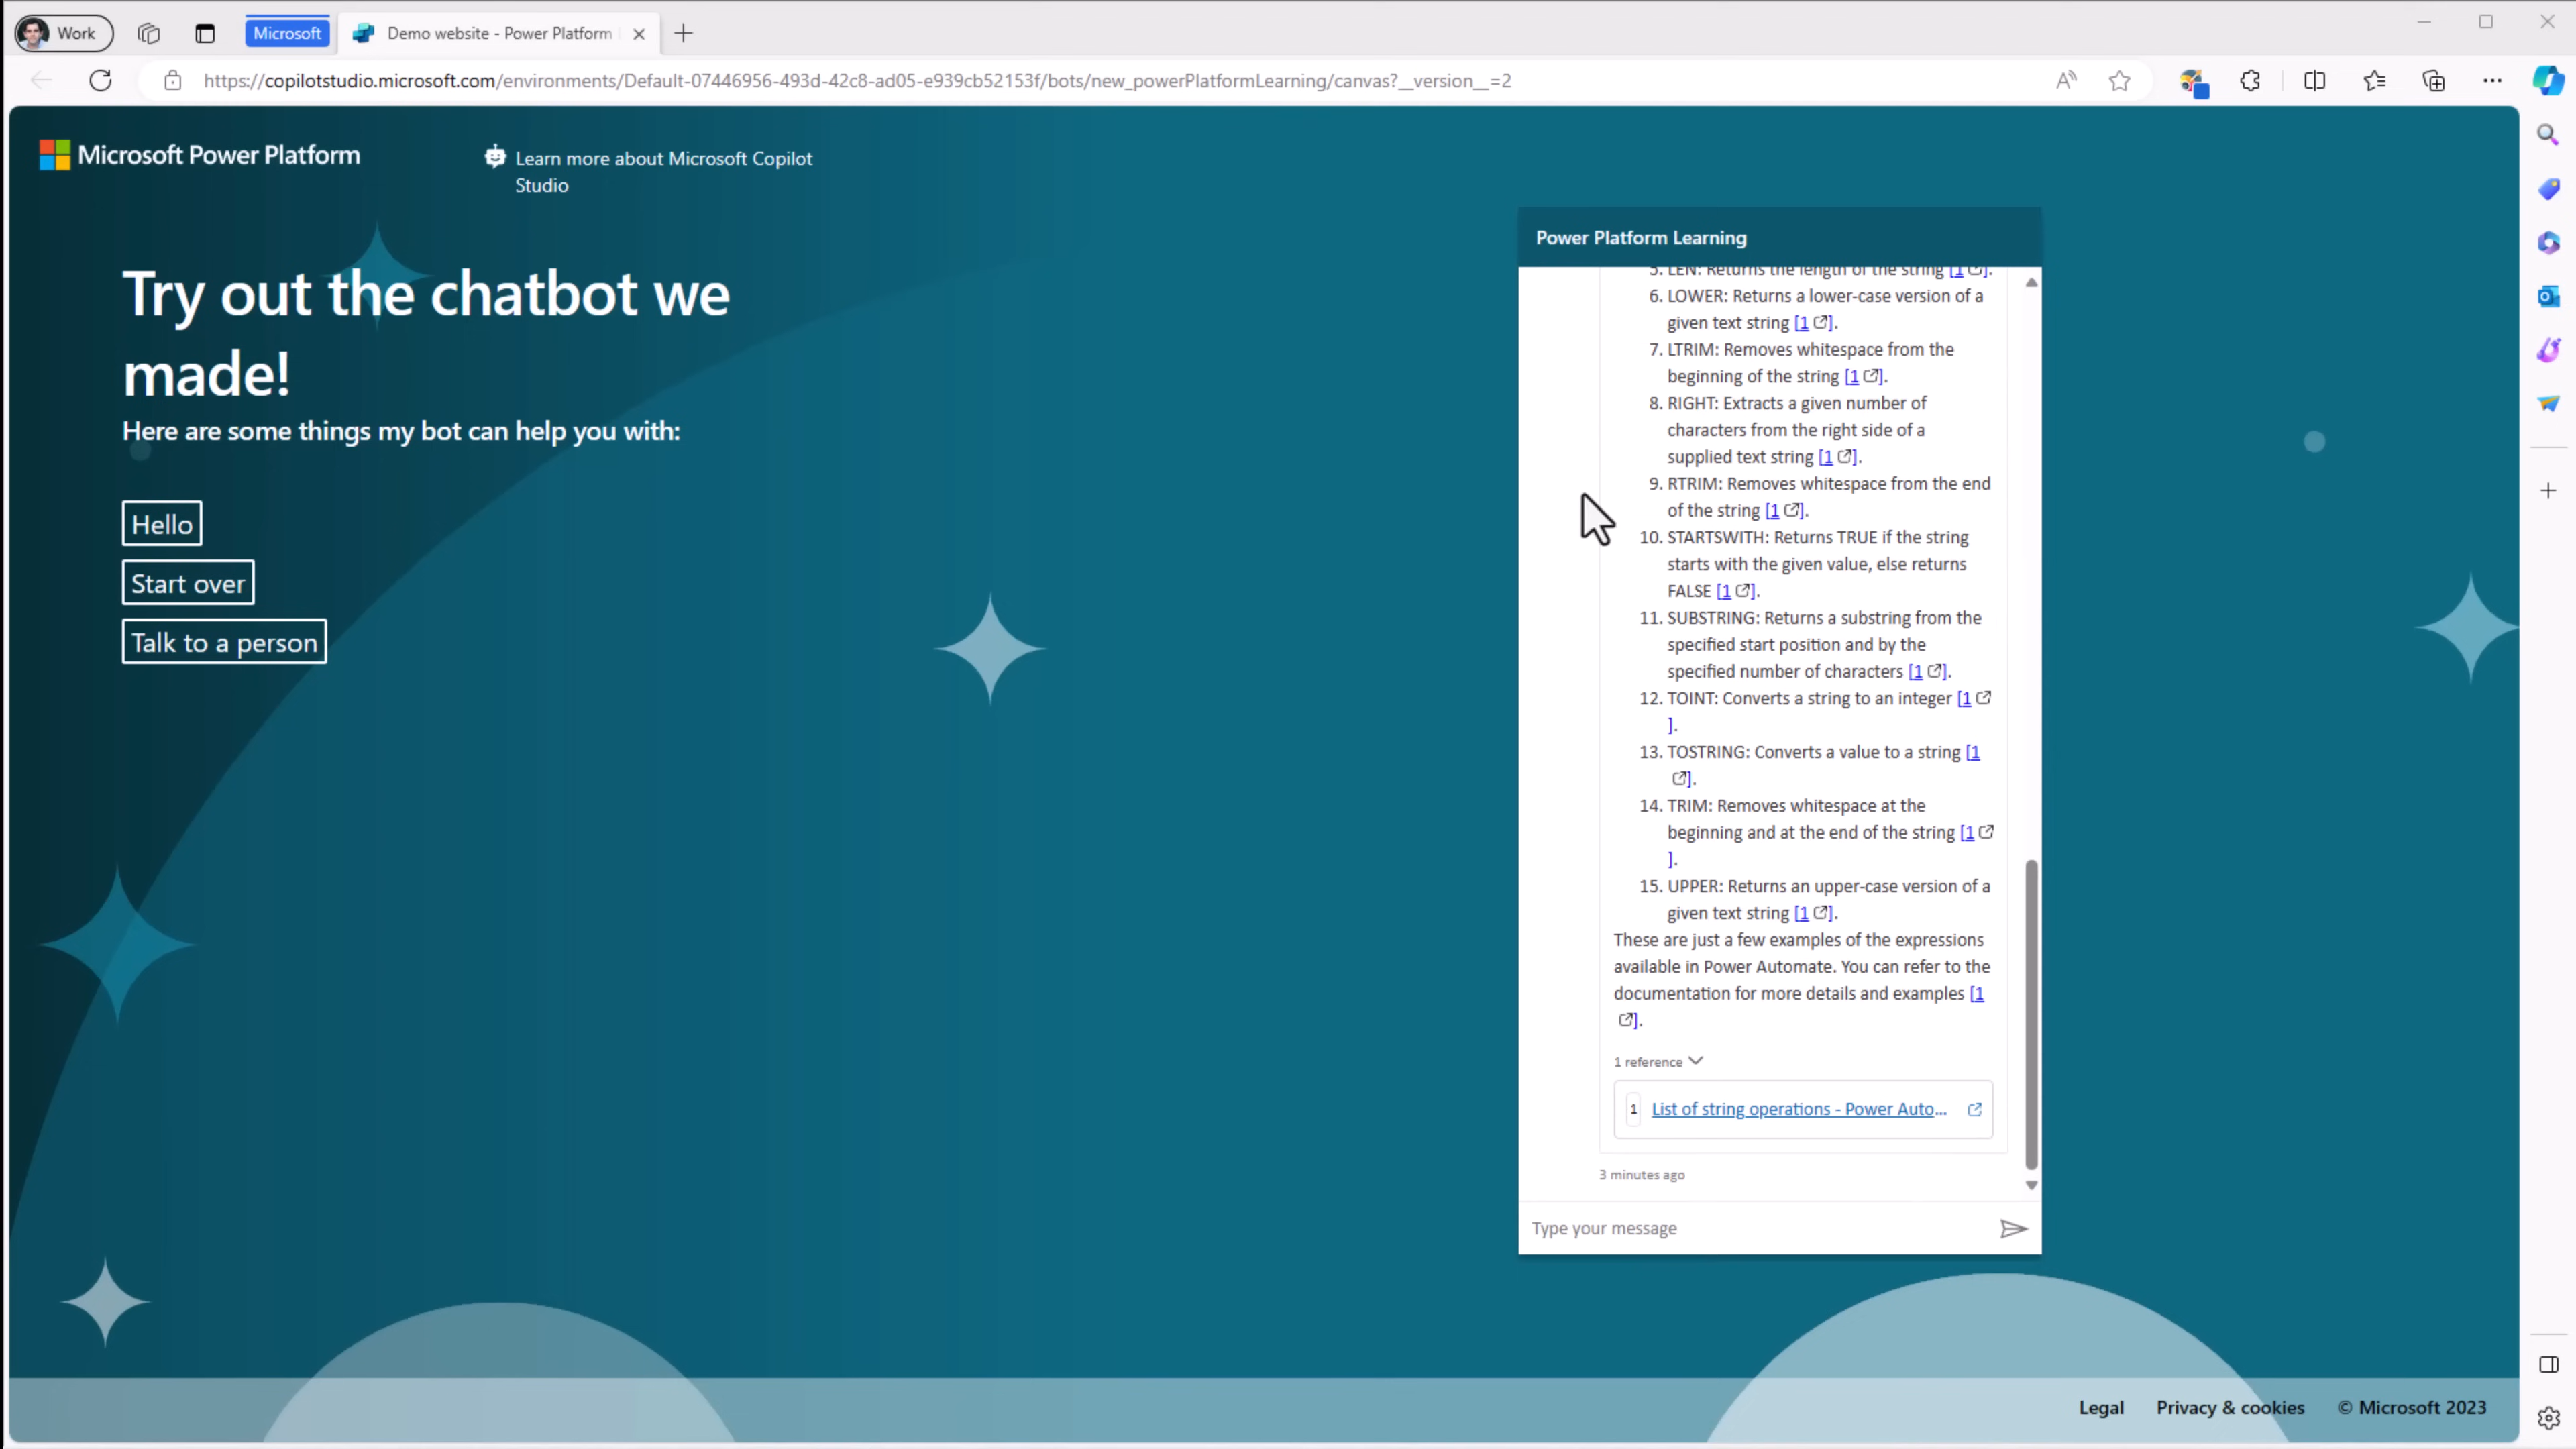 Work
Microsoft
Demo website - Power Platform
https://copilotstudio.microsoft.com/environments/Default-07446956-493d-42c8-ad05-e939cb52153f/bots/new_powerPlatformLearning/canvas?__version__=2
Microsoft Power Platform
Learn more about Microsoft Copilot
Studio
Try out the chatbot we
made!
Here are some things my bot can help you with:
Hello
Start over
Talk to a person
Power Platform Learning
5. LEN: Returns the length of the string [1].
6. LOWER: Returns a lower-case version of a
given text string [1].
7. LTRIM: Removes whitespace from the
beginning of the string [1].
8. RIGHT: Extracts a given number of
characters from the right side of a
supplied text string [1].
9. RTRIM: Removes whitespace from the end
of the string [1].
10. STARTSWITH: Returns TRUE if the string
starts with the given value, else returns
FALSE [1].
11. SUBSTRING: Returns a substring from the
specified start position and by the
specified number of characters [1].
12. TOINT: Converts a string to an integer [1
].
13. TOSTRING: Converts a value to a string [1
].
14. TRIM: Removes whitespace at the
beginning and at the end of the string [1
].
15. UPPER: Returns an upper-case version of a
given text string [1].
These are just a few examples of the expressions
available in Power Automate. You can refer to the
documentation for more details and examples [1
].
1 reference
1 List of string operations - Power Auto...
3 minutes ago
Type your message
Legal Privacy & cookies © Microsoft 2023